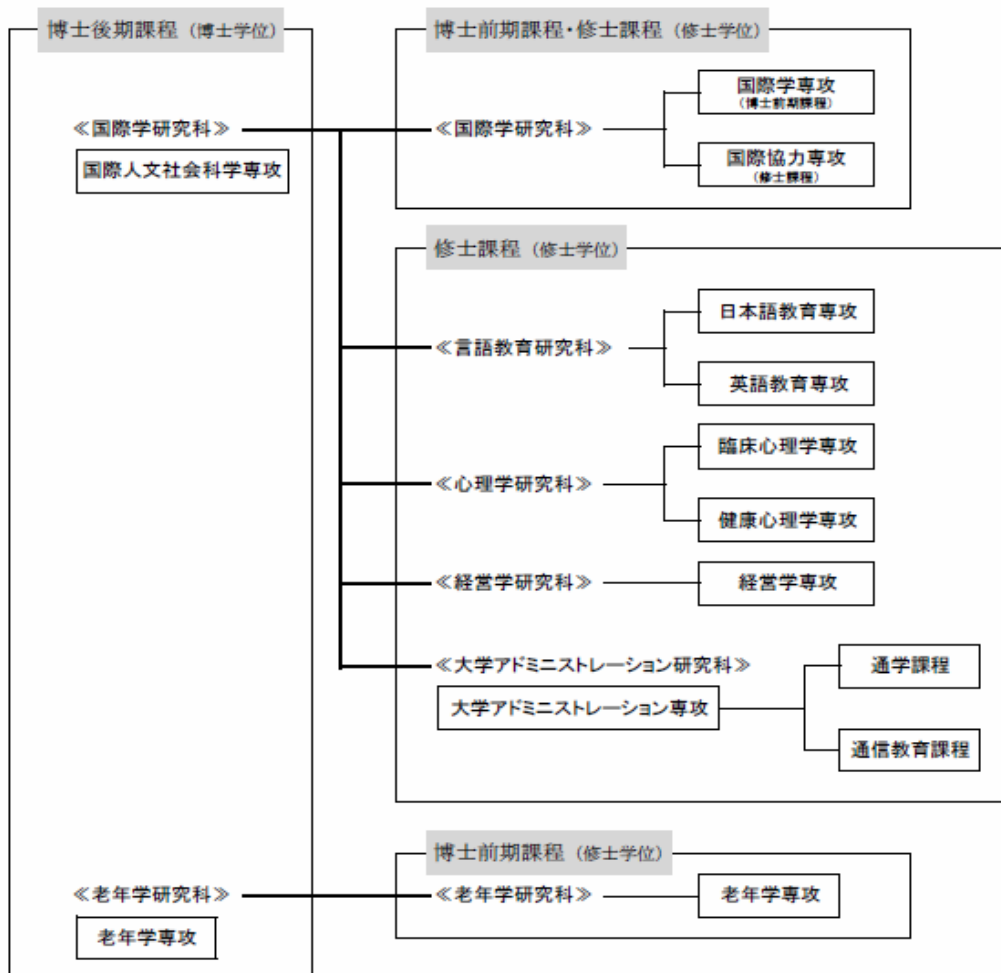 博士後期課程（博士学位）
≪国際学研究科≫
国際人文社会科学専攻
≪老年学研究科≫
老年学専攻
博士前期課程・修士課程（修士学位）
≪国際学研究科≫
国際学専攻
(博士前期課程)
国際協力専攻
(修士課程)
修士課程（修士学位）
≪言語教育研究科≫
日本語教育専攻
英語教育専攻
≪心理学研究科≫
臨床心理学専攻
健康心理学専攻
≪経営学研究科≫
経営学専攻
≪大学アドミニストレーション研究科≫
大学アドミニストレーション専攻
通学課程
通信教育課程
博士前期課程（修士学位）
≪老年学研究科≫
老年学専攻